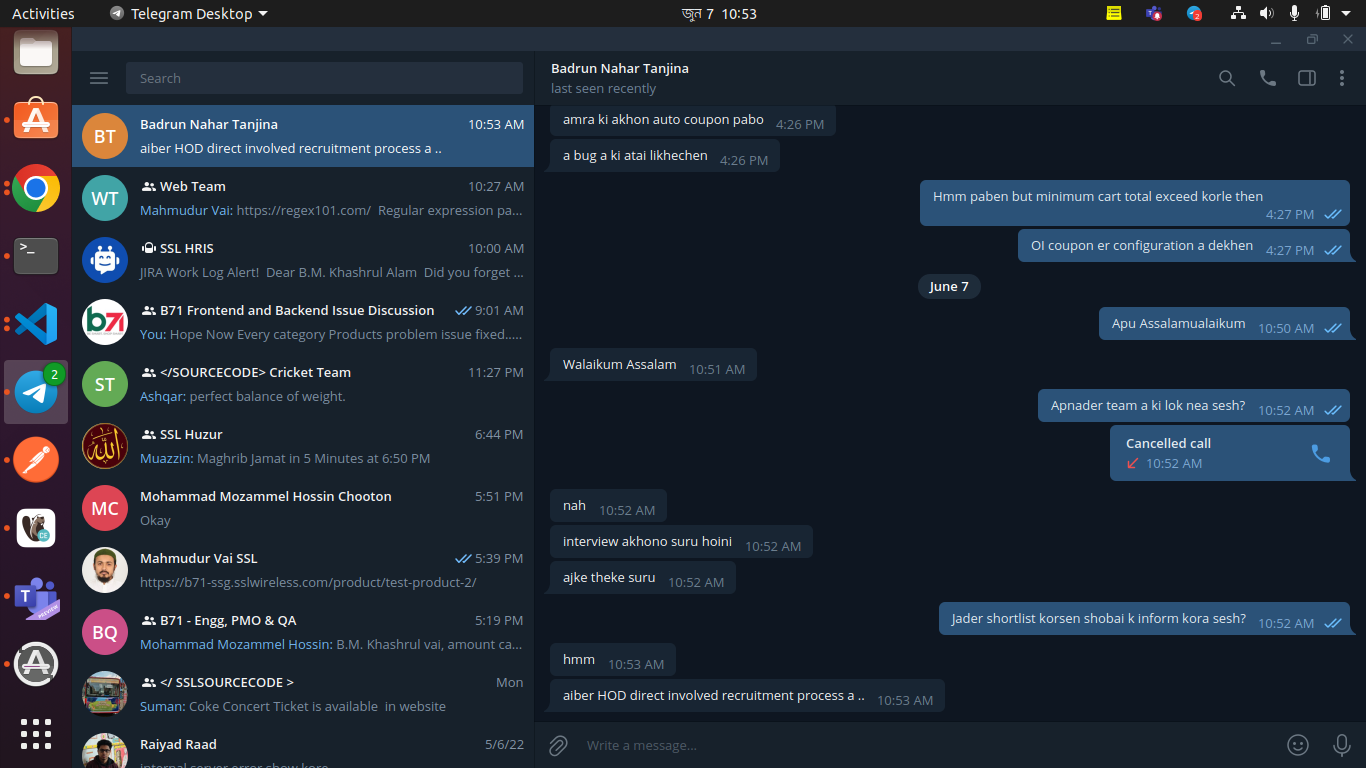 Activities
Telegram Desktop
জুন 7 10:53
2
Search
BT
Badrun Nahar Tanjina
10:53 AM
aiber HOD direct involved recruitment process a ..
WT
Web Team
10:27 AM
Mahmudur Vai: https://regex101.com/ Regular expression pa...
SSL HRIS
10:00 AM
JIRA Work Log Alert! Dear B.M. Khashrul Alam Did you forget ...
b71
B71 Frontend and Backend Issue Discussion
9:01 AM
You: Hope Now Every category Products problem issue fixed.....
2
ST
</SOURCECODE> Cricket Team
11:27 PM
Ashqar: perfect balance of weight.
الله
SSL Huzur
6:44 PM
Muazzin: Maghrib Jamat in 5 Minutes at 6:50 PM
MC
Mohammad Mozammel Hossin Chooton
5:51 PM
Okay
CE
Mahmudur Vai SSL
5:39 PM
https://b71-ssg.sslwireless.com/product/test-product-2/
PREVIEW
BQ
B71 - Engg, PMO & QA
5:19 PM
Mohammad Mozammel Hossin: B.M. Khashrul vai, amount ca...
</ SSLSOURCECODE >
Mon
Suman: Coke Concert Ticket is available in website
Raiyad Raad
5/6/22
internal server error show kore
Badrun Nahar Tanjina
last seen recently
amra ki akhon auto coupon pabo 4:26 PM
a bug a ki atai likhechen 4:26 PM
Hmm paben but minimum cart total exceed korle then
4:27 PM
OI coupon er configuration a dekhen 4:27 PM
June 7
Apu Assalamualaikum 10:50 AM
Walaikum Assalam 10:51 AM
Apnader team a ki lok nea sesh? 10:52 AM
Cancelled call
10:52 AM
nah 10:52 AM
interview akhono suru hoini 10:52 AM
ajke theke suru 10:52 AM
Jader shortlist korsen shobai k inform kora sesh? 10:52 AM
hmm 10:53 AM
aiber HOD direct involved recruitment process a .. 10:53 AM
Write a message...